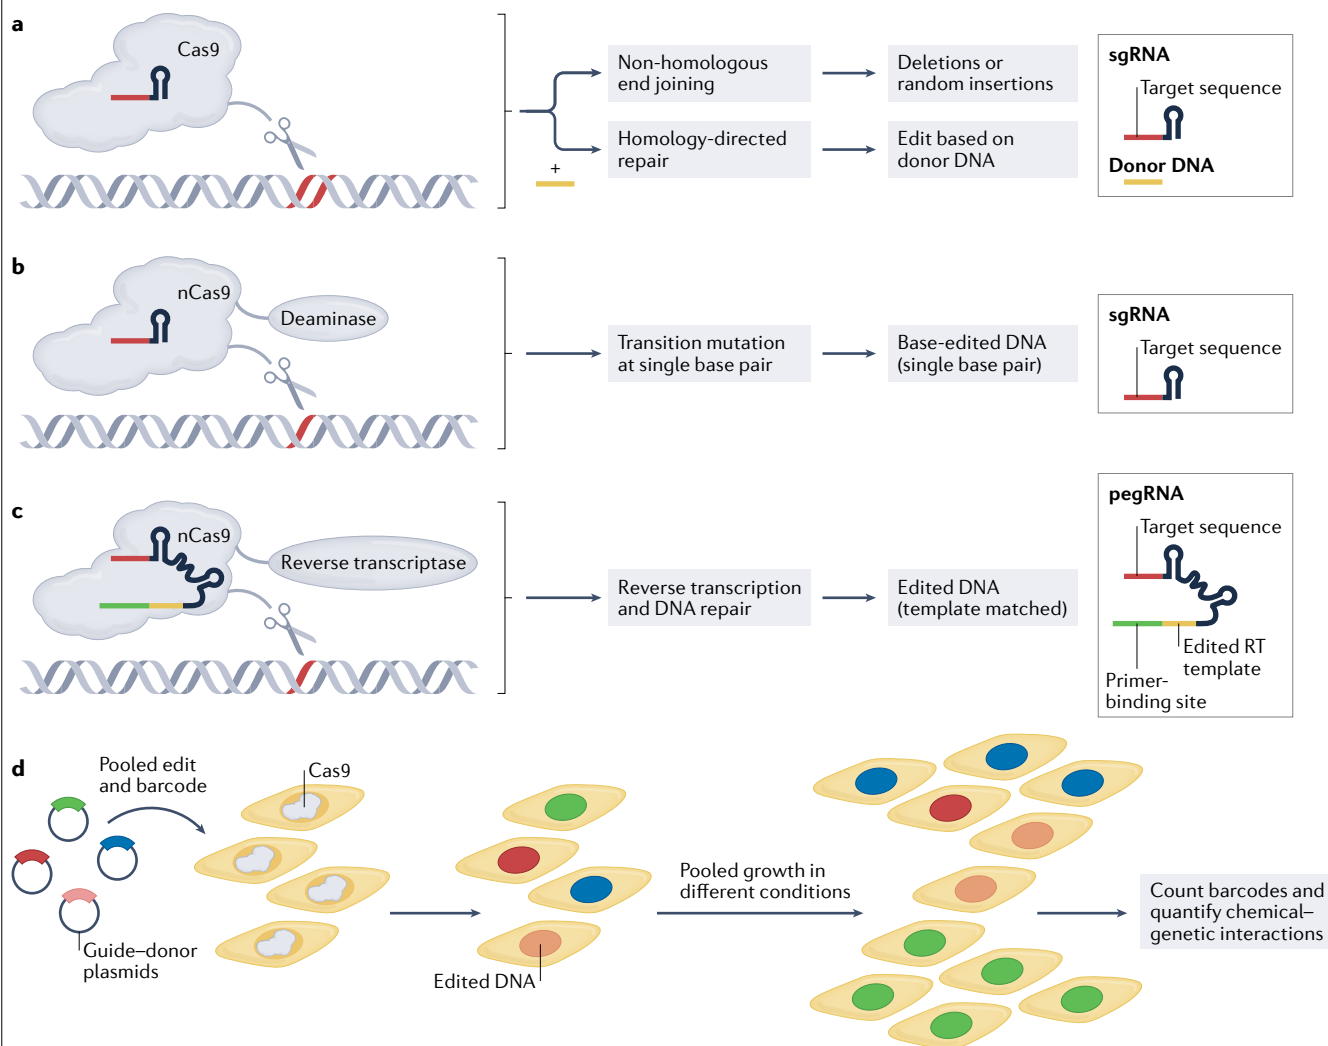 a
Cas9
Non-homologous
end joining
Deletions or
random insertions
Homology-directed
repair
Edit based on
donor DNA
+
sgRNA
Target sequence
Donor DNA
b
nCas9
Deaminase
Transition mutation
at single base pair
Base-edited DNA
(single base pair)
sgRNA
Target sequence
c
nCas9
Reverse transcriptase
Reverse transcription
and DNA repair
Edited DNA
(template matched)
pegRNA
Target sequence
Edited RT
template
Primer-
binding site
d
Pooled edit
and barcode
Cas9
Guide–donor
plasmids
Edited DNA
Pooled growth in
different conditions
Count barcodes and
quantify chemical–
genetic interactions